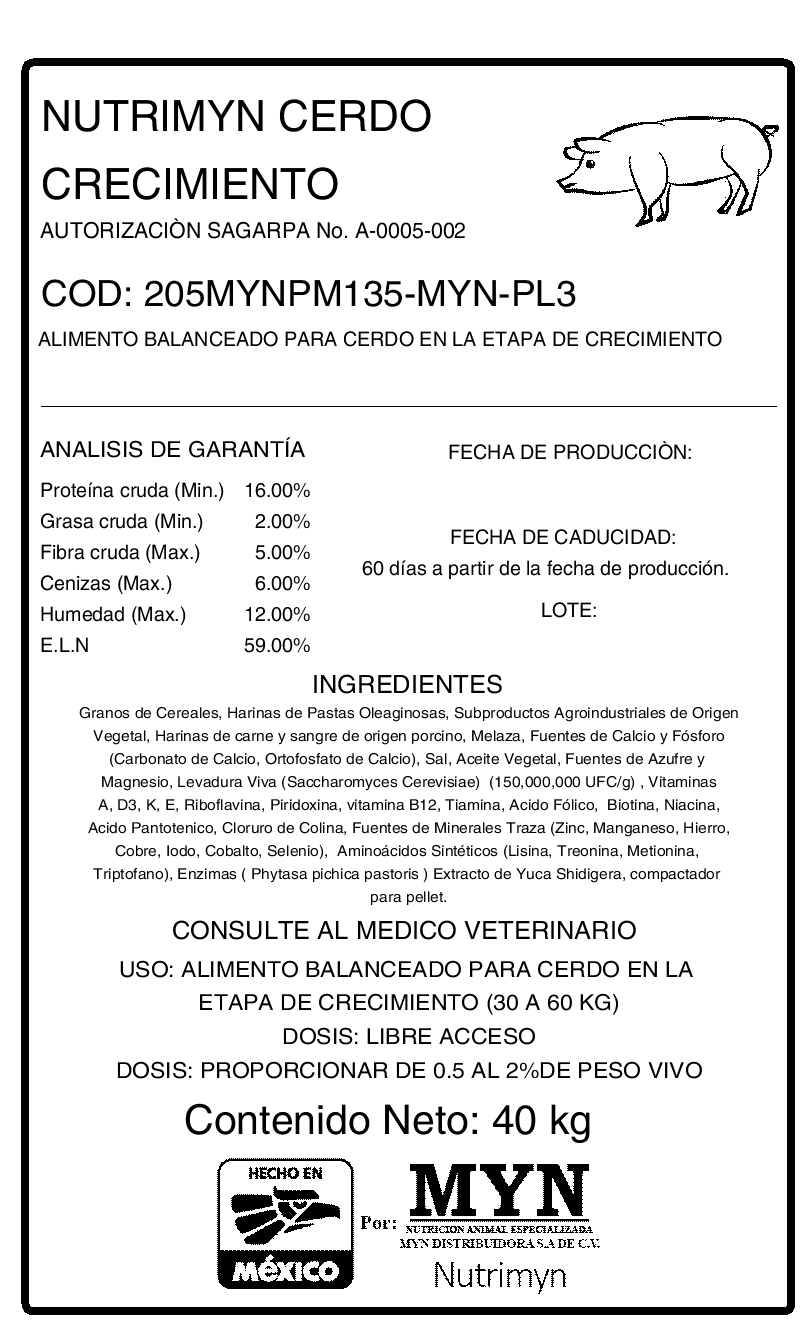 NUTRIMYN CERDO
CRECIMIENTO
AUTORIZACIÒN SAGARPA No. A-0005-002
COD: 205MYNPM135-MYN-PL3
ALIMENTO BALANCEADO PARA CERDO EN LA ETAPA DE CRECIMIENTO
ANALISIS DE GARANTÍA
Proteína cruda (Min.) 16.00%
Grasa cruda (Min.) 2.00%
Fibra cruda (Max.) 5.00%
Cenizas (Max.) 6.00%
Humedad (Max.) 12.00%
E.L.N 59.00%
FECHA DE PRODUCCIÒN:
FECHA DE CADUCIDAD:
60 días a partir de la fecha de producción.
LOTE:
INGREDIENTES
Granos de Cereales, Harinas de Pastas Oleaginosas, Subproductos Agroindustriales de Origen
Vegetal, Harinas de carne y sangre de origen porcino, Melaza, Fuentes de Calcio y Fósforo
(Carbonato de Calcio, Ortofosfato de Calcio), Sal, Aceite Vegetal, Fuentes de Azufre y
Magnesio, Levadura Viva (Saccharomyces Cerevisiae) (150,000,000 UFC/g) , Vitaminas
A, D3, K, E, Riboflavina, Piridoxina, vitamina B12, Tiamina, Acido Fólico, Biotina, Niacina,
Acido Pantotenico, Cloruro de Colina, Fuentes de Minerales Traza (Zinc, Manganeso, Hierro,
Cobre, Iodo, Cobalto, Selenio), Aminoácidos Sintéticos (Lisina, Treonina, Metionina,
Triptofano), Enzimas ( Phytasa pichica pastoris ) Extracto de Yuca Shidigera, compactador
para pellet.
CONSULTE AL MEDICO VETERINARIO
USO: ALIMENTO BALANCEADO PARA CERDO EN LA
ETAPA DE CRECIMIENTO (30 A 60 KG)
DOSIS: LIBRE ACCESO
DOSIS: PROPORCIONAR DE 0.5 AL 2%DE PESO VIVO
Contenido Neto: 40 kg
HECHO EN
MéXICO
Por:
MYN
NUTRICION ANIMAL ESPECIALIZADA
MYN DISTRIBUIDORA S.A DE C.V.
Nutrimyn